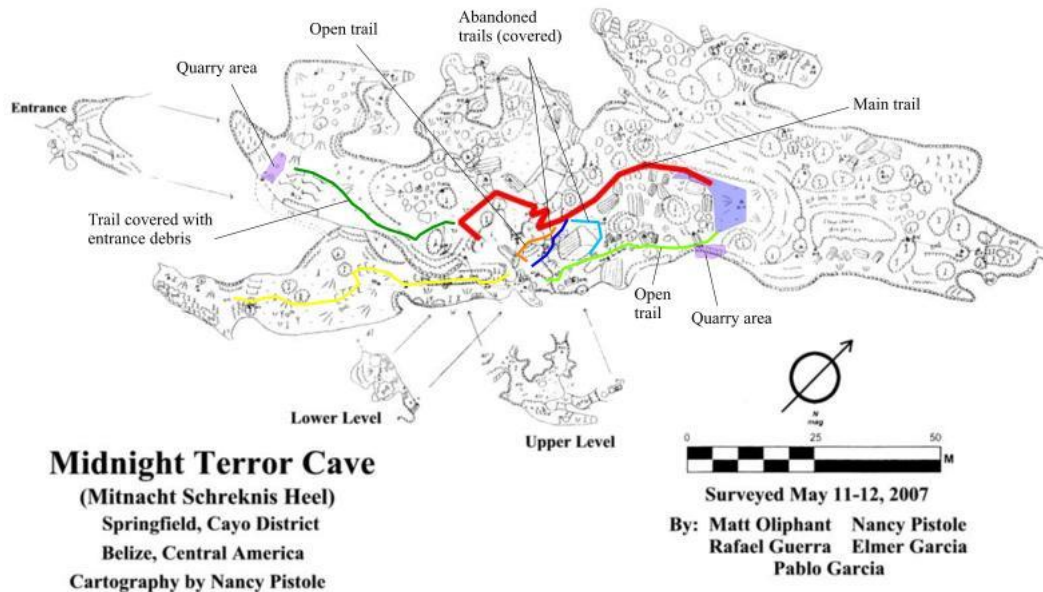 Open trail
Abandoned
trails (covered)
Quarry area
Main trail
Entrance
Trail covered with
entrance debris
Open
trail
Quarry area
Lower Level
Upper Level
N
mag
0 25 50
M
Midnight Terror Cave
(Mitnacht Schreknis Heel)
Springfield, Cayo District
Belize, Central America
Cartography by Nancy Pistole
Surveyed May 11-12, 2007
By: Matt Oliphant Nancy Pistole
Rafael Guerra Elmer Garcia
Pablo Garcia